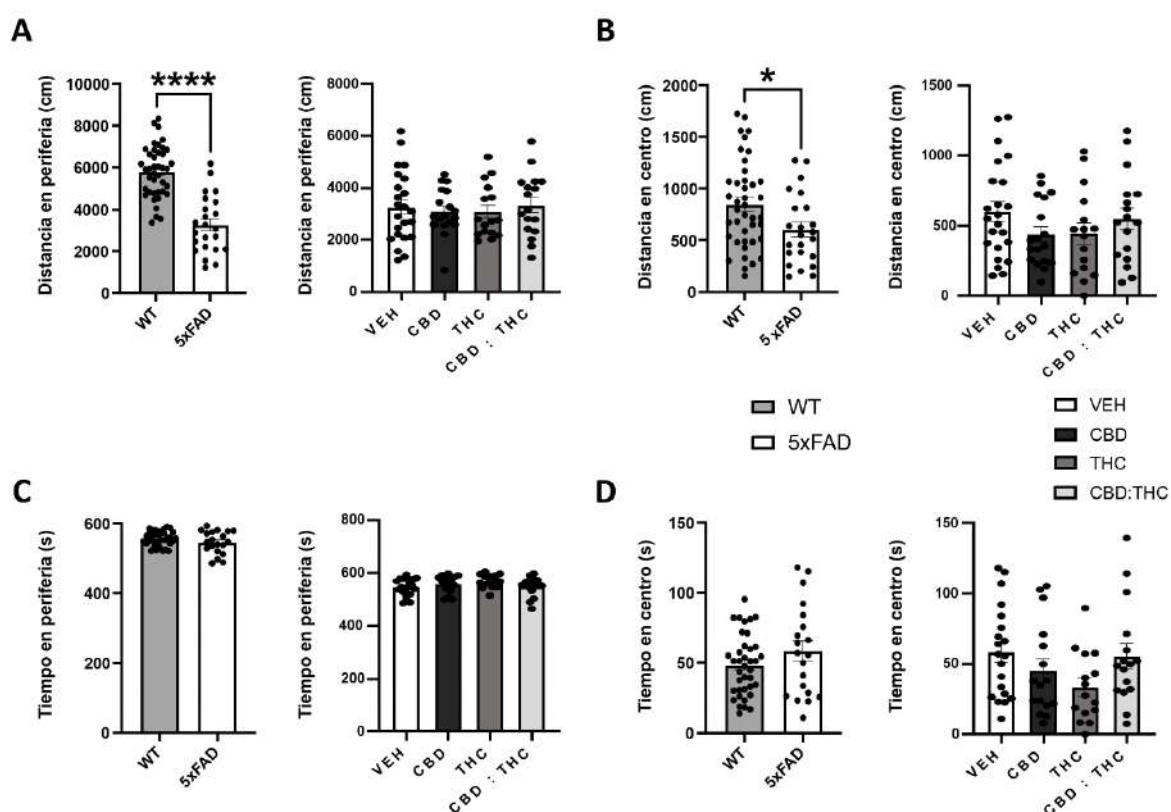 A
Distancia en periferia (cm)
10000
8000
6000
4000
2000
0
****
WT
5xFAD
Distancia en periferia (cm)
8000
6000
4000
2000
0
VEH
CBD
THC
CBD : THC
B
Distancia en centro (cm)
2000
1500
1000
500
0
*
WT
5xFAD
Distancia en centro (cm)
1500
1000
500
0
VEH
CBD
THC
CBD : THC
WT
5xFAD
VEH
CBD
THC
CBD:THC
C
Tiempo en periferia (s)
600
400
200
0
WT
5xFAD
Tiempo en periferia (s)
800
600
400
200
0
VEH
CBD
THC
CBD : THC
D
Tiempo en centro (s)
150
100
50
0
WT
5xFAD
Tiempo en centro (s)
150
100
50
0
VEH
CBD
THC
CBD : THC